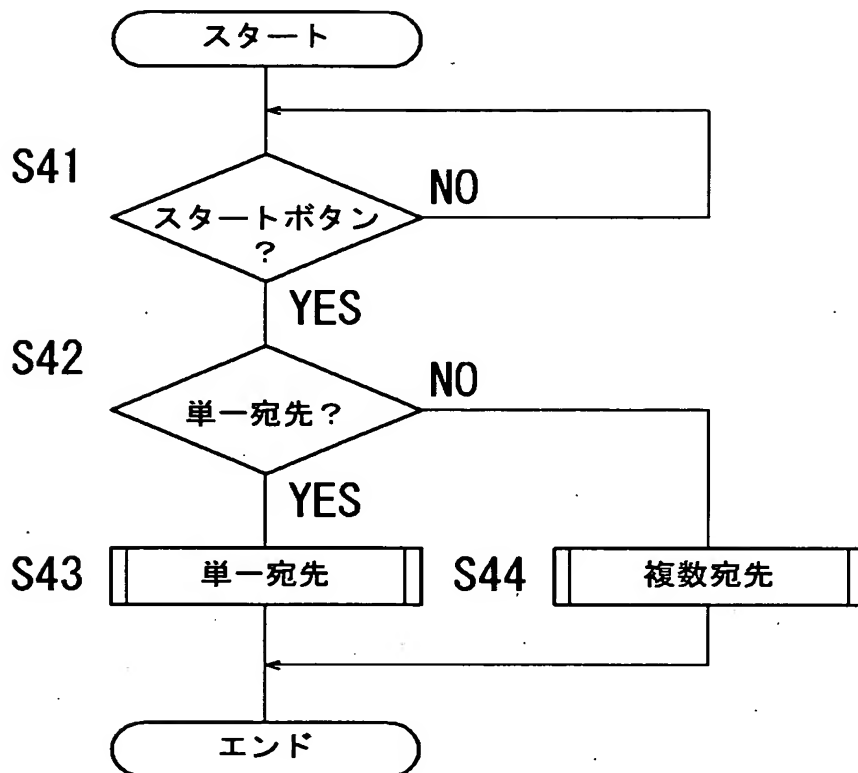 スタート
S41
スタートボタン
?
NO
YES
S42
単一宛先?
NO
YES
S43
単一宛先
S44
複数宛先
エンド